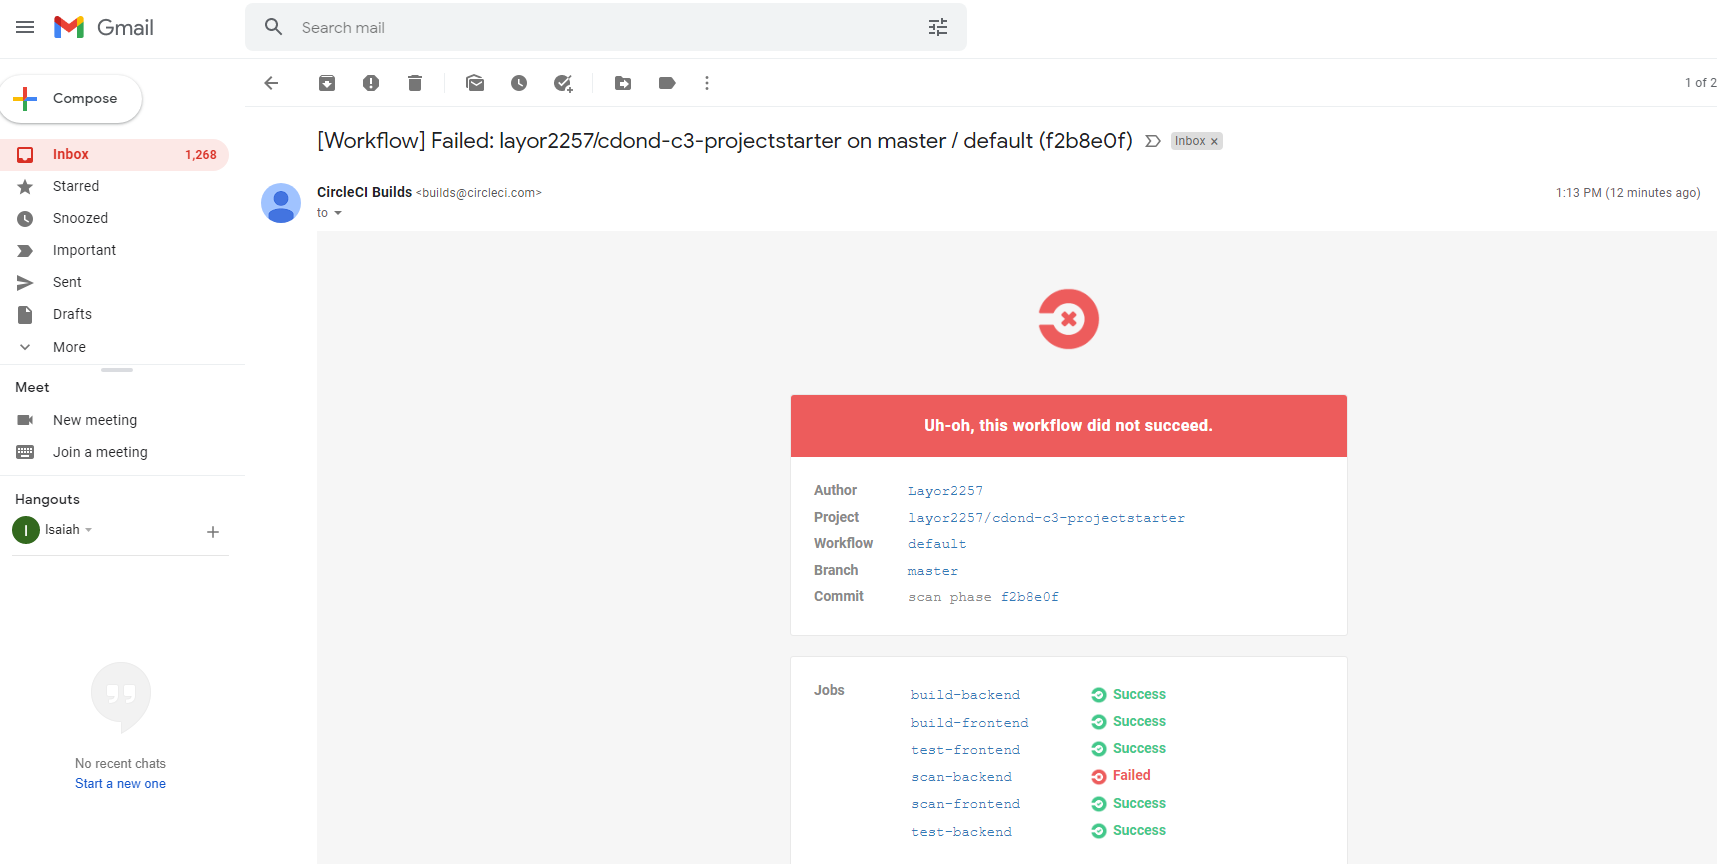 Gmail
Search mail
Compose
1 of 2
Inbox 1,268
Starred
Snoozed
Important
Sent
Drafts
More
Meet
New meeting
Join a meeting
Hangouts
I Isaiah
No recent chats
Start a new one
[Workflow] Failed: layor2257/cdond-c3-projectstarter on master / default (f2b8e0f) Inbox x
CircleCI Builds <builds@circleci.com> 1:13 PM (12 minutes ago)
to
Uh-oh, this workflow did not succeed.
Author Layor2257
Project layor2257/cdond-c3-projectstarter
Workflow default
Branch master
Commit scan phase f2b8e0f
Jobs build-backend Success
build-frontend Success
test-frontend Success
scan-backend Failed
scan-frontend Success
test-backend Success